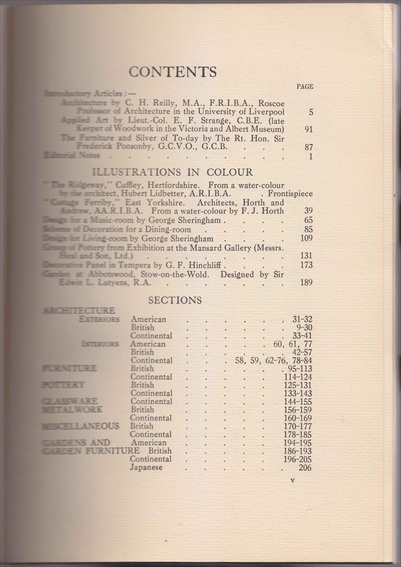 CONTENTS
PAGE
Introductory Articles :—
Architecture by C. H. Reilly, M.A., F.R.I.B.A., Roscoe
Professor of Architecture in the University of Liverpool 5
Applied Art by Lieut.-Col. E. F. Strange, C.B.E. (late
Keeper of Woodwork in the Victoria and Albert Museum) 91
The Furniture and Silver of To-day by The Rt. Hon. Sir
Frederick Ponsonby, G.C.V.O., G.C.B. . . . 87
Editorial Notes . . . . . . . . . 1
ILLUSTRATIONS IN COLOUR
"The Ridgeway," Cuffley, Hertfordshire. From a water-colour
by the architect, Hubert Lidbetter, A.R.I.B.A. . Frontispiece
"Cottage Ferriby," East Yorkshire. Architects, Horth and
Andrew, AA.R.I.B.A. From a water-colour by F. J. Horth 39
Design for a Music-room by George Sheringham . . . 65
Scheme of Decoration for a Dining-room . . . . 85
Design for Living-room by George Sheringham . . . 109
Group of Pottery from Exhibition at the Mansard Gallery (Messrs.
Heal and Son, Ltd.) . . . . . . . 131
Decorative Panel in Tempera by G. F. Hinchliff . . . 173
Garden at Abbotswood, Stow-on-the-Wold. Designed by Sir
Edwin L. Lutyens, R.A. . . . . . . 189
SECTIONS
ARCHITECTURE
EXTERIORS American . . . . . . 31-32
British . . . . . . 9-30
Continental . . . . . . 33-41
INTERIORS American . . . . . 60, 61, 77
British . . . . . . 42-57
Continental . . . 58, 59, 62-76, 78-84
FURNITURE British . . . . . . 95-113
Continental . . . . . . 114-124
POTTERY British . . . . . . 125-131
Continental . . . . . . 133-143
GLASSWARE Continental . . . . . . 144-155
METALWORK British . . . . . . 156-159
Continental . . . . . . 160-169
MISCELLANEOUS British . . . . . . 170-177
Continental . . . . . . 178-185
GARDENS AND American . . . . . . 194-195
GARDEN FURNITURE British . . . . . . 186-193
Continental . . . . . . 196-205
Japanese . . . . . . 206
v